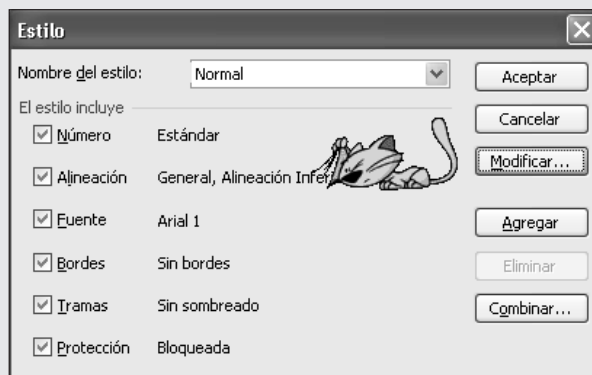 Estilo
Nombre del estilo: Normal
Aceptar
El estilo incluye
Cancelar
Número Estándar
Modificar...
Alineación General, Alineación
Fuente Arial 1
Agregar
Bordes Sin bordes
Eliminar
Tramas Sin sombreado
Combinar...
Protección Bloqueada